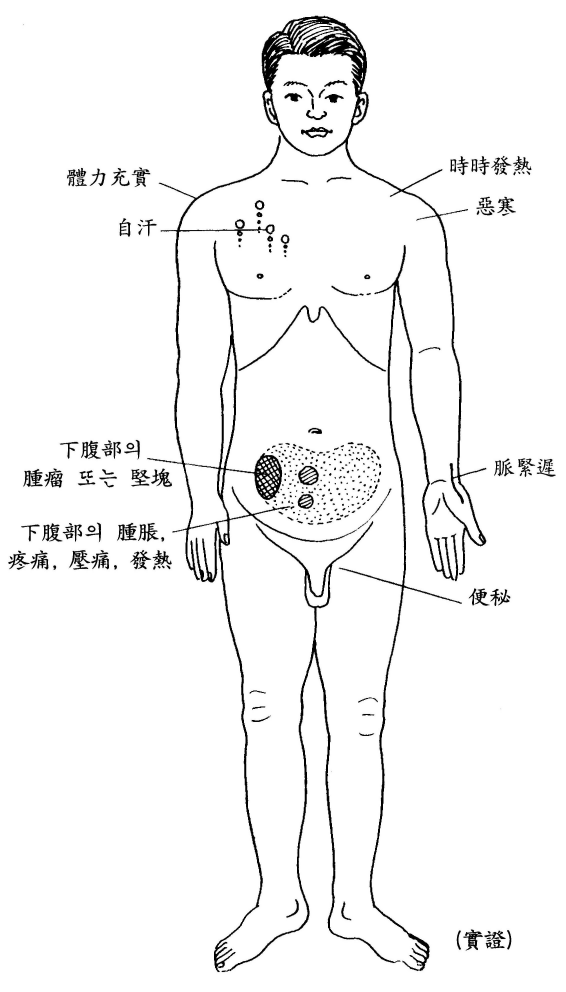 時時發熱
體力充實
惡寒
自汗
下腹部의
腫瘤 또는 堅塊
脈緊遲
下腹部의 腫脹,
疼痛, 壓痛, 發熱
便秘
(實證)